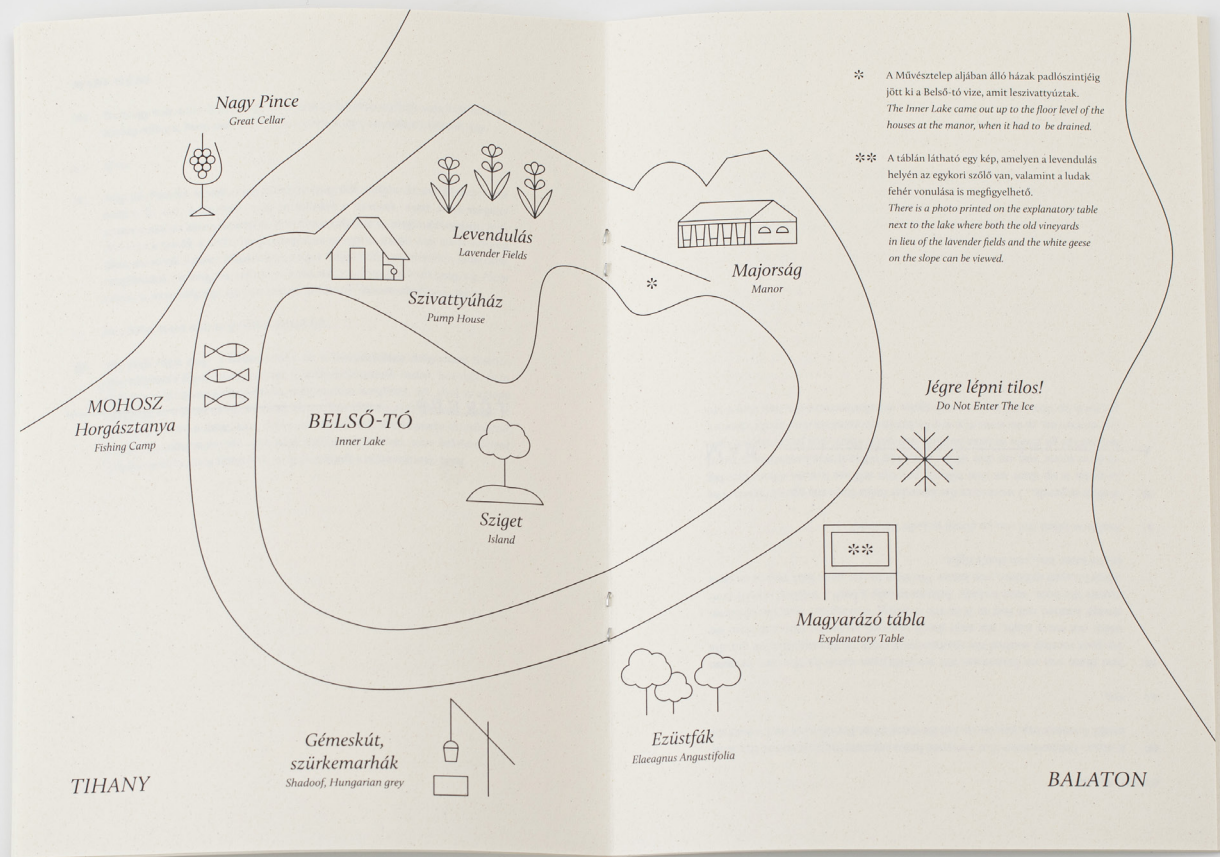 Nagy Pince
Great Cellar
Levendulás
Lavender Fields
Szivattyúház
Pump House
MOHOSZ
Horgásztanya
Fishing Camp
BELSŐ-TÓ
Inner Lake
Sziget
Island
Gémeskút,
szürkemarhák
Shadoof, Hungarian grey
TIHANY
* A Művésztelep aljában álló házak padlószintjéig
jött ki a Belső-tó vize, amit leszivattyúztak.
The Inner Lake came out up to the floor level of the
houses at the manor, when it had to be drained.
** A táblán látható egy kép, amelyen a levendulás
helyén az egykori szőlő van, valamint a ludak
fehér vonulása is megfigyelhető.
There is a photo printed on the explanatory table
next to the lake where both the old vineyards
in lieu of the lavender fields and the white geese
on the slope can be viewed.
Majorság
Manor
*
Jégre lépni tilos!
Do Not Enter The Ice
**
Magyarázó tábla
Explanatory Table
Ezüstfák
Elaeagnus Angustifolia
BALATON